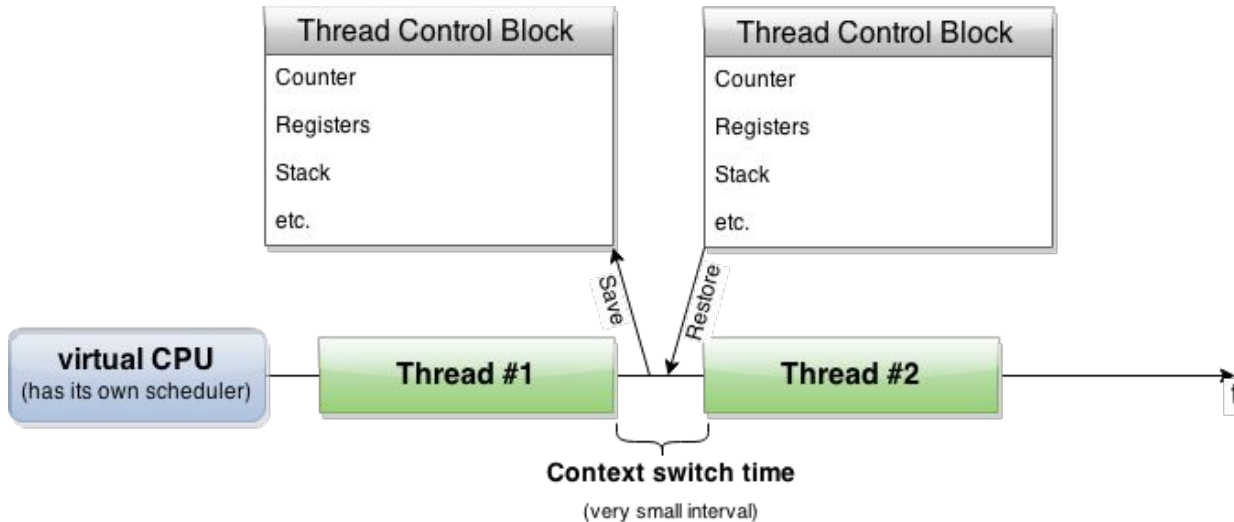 Thread Control Block
Counter
Registers
Stack
etc.
Thread Control Block
Counter
Registers
Stack
etc.
Save
Restore
virtual CPU
(has its own scheduler)
Thread #1
Thread #2
t
Context switch time
(very small interval)